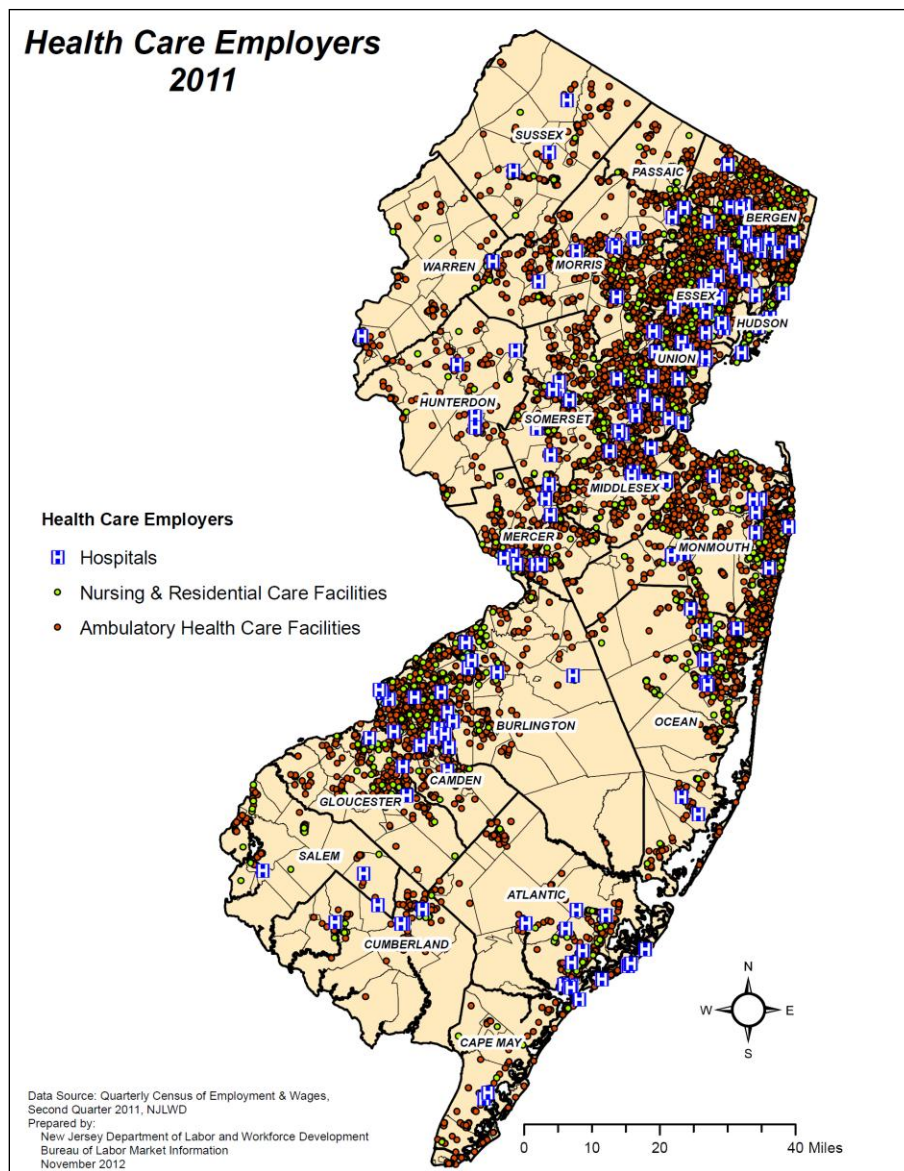 Health Care Employers
2011
SUSSEX
PASSAIC
BERGEN
WARREN
MORRIS
ESSEX
HUDSON
UNION
HUNTERDON
SOMERSET
MIDDLESEX
MERCER
MONMOUTH
Health Care Employers
H Hospitals
Nursing & Residential Care Facilities
Ambulatory Health Care Facilities
BURLINGTON
OCEAN
CAMDEN
GLOUCESTER
SALEM
ATLANTIC
CUMBERLAND
CAPE MAY
N
W E
S
Data Source: Quarterly Census of Employment & Wages,
Second Quarter 2011, NJLWD
Prepared by:
New Jersey Department of Labor and Workforce Development
Bureau of Labor Market Information
November 2012
0 10 20 40 Miles